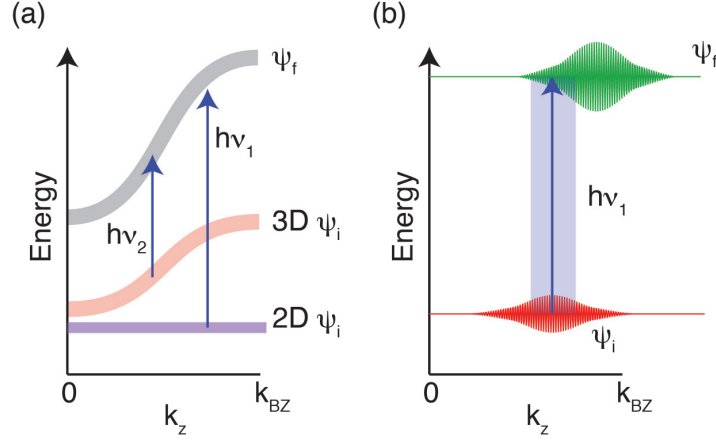 (a)
Energy
ψf
hν1
hν2
3D ψi
2D ψi
0
kz
kBZ
(b)
Energy
ψf
hν1
ψi
0
kz
kBZ